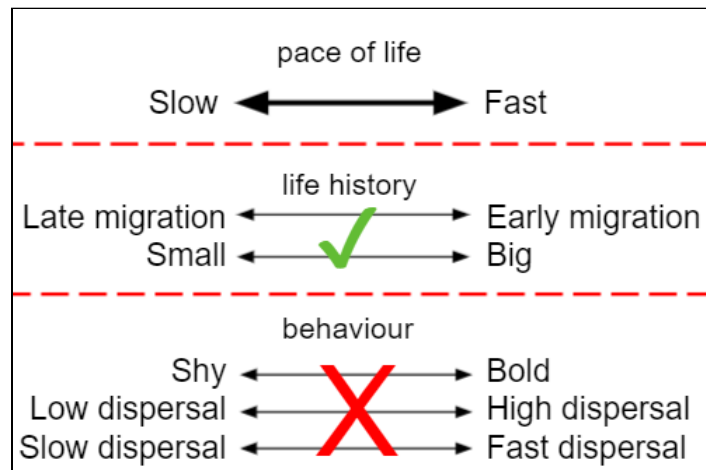 pace of life
Slow Fast
life history
Late migration Early migration
Small Big
behaviour
Shy Bold
Low dispersal High dispersal
Slow dispersal Fast dispersal